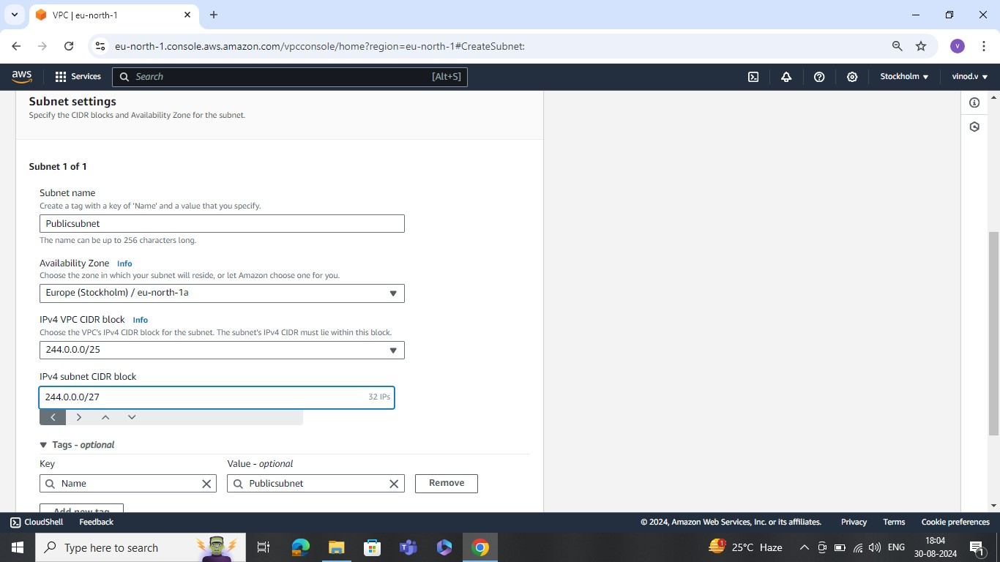 VPC | eu-north-1
eu-north-1.console.aws.amazon.com/vpcconsole/home?region=eu-north-1#CreateSubnet:
V
aws
Services
Search
[Alt+S]
Stockholm
vinod.v
Subnet settings
Specify the CIDR blocks and Availability Zone for the subnet.
Subnet 1 of 1
Subnet name
Create a tag with a key of 'Name' and a value that you specify.
Publicsubnet
The name can be up to 256 characters long.
Availability Zone Info
Choose the zone in which your subnet will reside, or let Amazon choose one for you.
Europe (Stockholm) / eu-north-1a
IPv4 VPC CIDR block Info
Choose the VPC's IPv4 CIDR block for the subnet. The subnet's IPv4 CIDR must lie within this block.
244.0.0.0/25
IPv4 subnet CIDR block
244.0.0.0/27 32 IPs
Tags - optional
Key Value - optional
Name Publicsubnet Remove
Add new tag
CloudShell Feedback © 2024, Amazon Web Services, Inc. or its affiliates. Privacy Terms Cookie preferences
Type here to search
1
25°C Haze
ENG
18:04
30-08-2024
1